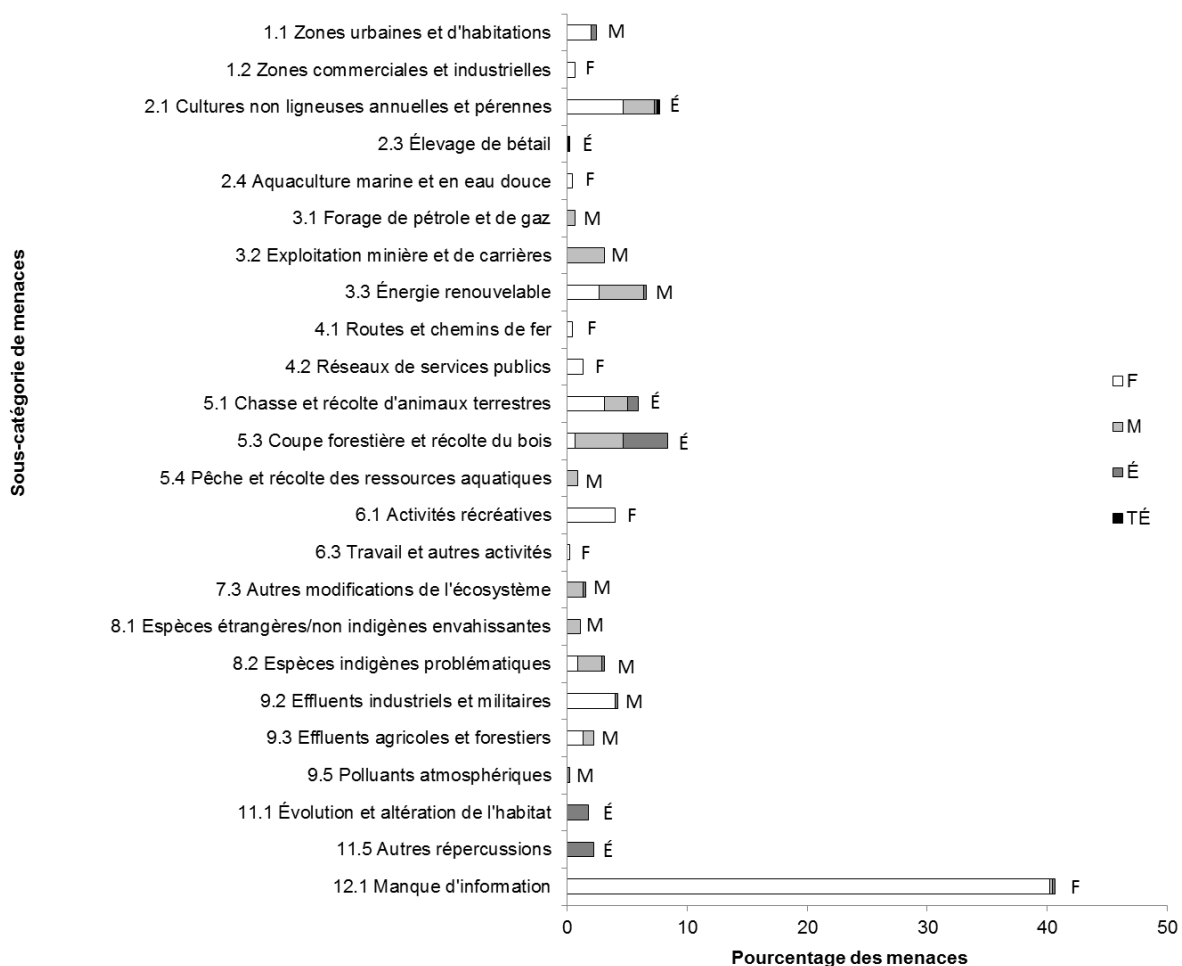 1.1 Zones urbaines et d'habitations M
1.2 Zones commerciales et industrielles F
2.1 Cultures non ligneuses annuelles et pérennes É
2.3 Élevage de bétail É
2.4 Aquaculture marine et en eau douce F
3.1 Forage de pétrole et de gaz M
3.2 Exploitation minière et de carrières M
3.3 Énergie renouvelable M
4.1 Routes et chemins de fer F
4.2 Réseaux de services publics F
5.1 Chasse et récolte d'animaux terrestres É
5.3 Coupe forestière et récolte du bois É
5.4 Pêche et récolte des ressources aquatiques M
6.1 Activités récréatives F
6.3 Travail et autres activités F
7.3 Autres modifications de l'écosystème M
8.1 Espèces étrangères/non indigènes envahissantes M
8.2 Espèces indigènes problématiques M
9.2 Effluents industriels et militaires M
9.3 Effluents agricoles et forestiers M
9.5 Polluants atmosphériques M
11.1 Évolution et altération de l'habitat É
11.5 Autres répercussions É
12.1 Manque d'information F
0 10 20 30 40 50
Pourcentage des menaces
Sous-catégorie de menaces
F
M
É
TÉ